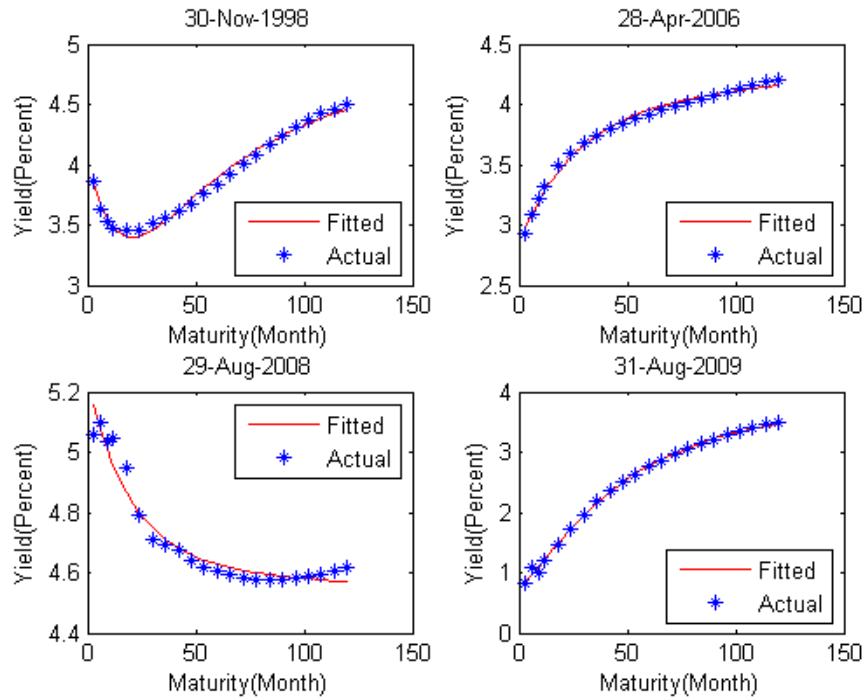 30-Nov-1998
5
4.5
4
3.5
3
Yield(Percent)
Fitted
Actual
0
50
100
150
Maturity(Month)
28-Apr-2006
4.5
4
3.5
3
2.5
Yield(Percent)
Fitted
Actual
0
50
100
150
Maturity(Month)
29-Aug-2008
5.2
5
4.8
4.6
4.4
Yield(Percent)
Fitted
Actual
0
50
100
150
Maturity(Month)
31-Aug-2009
4
3
2
1
0
Yield(Percent)
Fitted
Actual
0
50
100
150
Maturity(Month)